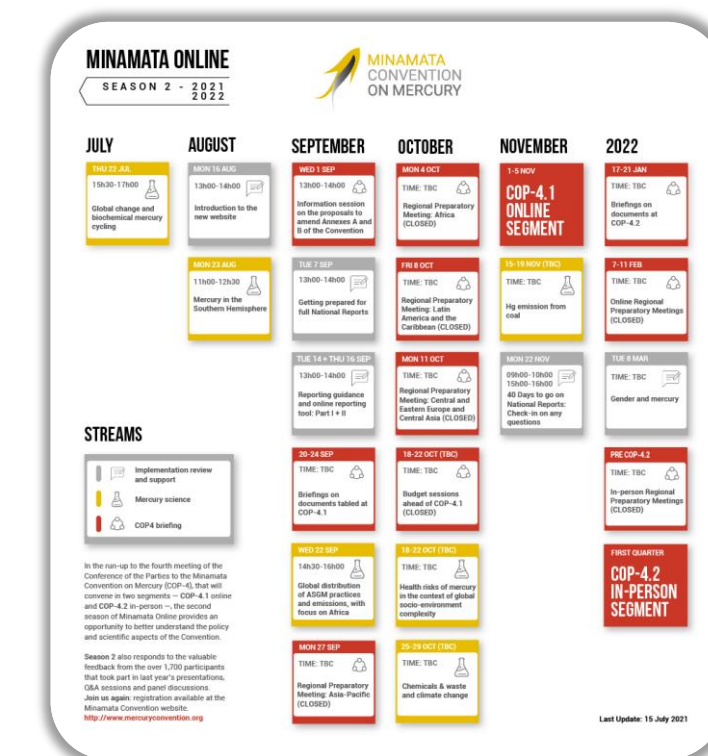 MINAMATA ONLINE
SEASON 2 - 2021
2022
MINAMATA
CONVENTION
ON MERCURY
JULY
THU 22 JUL
15h30-17h00
Global change and
biochemical mercury
cycling
AUGUST
MON 16 AUG
13h00-14h00
Introduction to the
new website
MON 23 AUG
11h00-12h30
Mercury in the
Southern Hemisphere
SEPTEMBER
WED 1 SEP
13h00-14h00
Information session
on the proposals to
amend Annexes A and
B of the Convention
TUE 7 SEP
13h00-14h00
Getting prepared for
full National Reports
TUE 14 + THU 16 SEP
13h00-14h00
Reporting guidance
and online reporting
tool: Part I + II
20-24 SEP
TIME: TBC
Briefings on
documents tabled at
COP-4.1
WED 22 SEP
14h30-16h00
Global distribution
of ASGM practices
and emissions, with
focus on Africa
MON 27 SEP
TIME: TBC
Regional Preparatory
Meeting: Asia-Pacific
(CLOSED)
OCTOBER
MON 4 OCT
TIME: TBC
Regional Preparatory
Meeting: Africa
(CLOSED)
FRI 8 OCT
TIME: TBC
Regional Preparatory
Meeting: Latin
America and the
Caribbean (CLOSED)
MON 11 OCT
TIME: TBC
Regional Preparatory
Meeting: Central and
Eastern Europe and
Central Asia (CLOSED)
18-22 OCT (TBC)
TIME: TBC
Budget sessions
ahead of COP-4.1
(CLOSED)
18-22 OCT (TBC)
TIME: TBC
Health risks of mercury
in the context of global
socio-environment
complexity
25-29 OCT (TBC)
TIME: TBC
Chemicals & waste
and climate change
NOVEMBER
1-5 NOV
COP-4.1
ONLINE
SEGMENT
15-19 NOV (TBC)
TIME: TBC
Hg emission from
coal
MON 22 NOV
09h00-10h00
15h00-16h00
40 Days to go on
National Reports:
Check-in on any
questions
2022
17-21 JAN
TIME: TBC
Briefings on
documents at
COP-4.2
7-11 FEB
TIME: TBC
Online Regional
Preparatory Meetings
(CLOSED)
TUE 8 MAR
TIME: TBC
Gender and mercury
PRE COP-4.2
TIME: TBC
In-person Regional
Preparatory Meetings
(CLOSED)
FIRST QUARTER
COP-4.2
IN-PERSON
SEGMENT
STREAMS
Implementation review
and support
Mercury science
COP4 briefing
In the run-up to the fourth meeting of the
Conference of the Parties to the Minamata
Convention on Mercury (COP-4), that will
convene in two segments — COP-4.1 online
and COP-4.2 in-person —, the second
season of Minamata Online provides an
opportunity to better understand the policy
and scientific aspects of the Convention.
Season 2 also responds to the valuable
feedback from the over 1,700 participants
that took part in last year's presentations,
Q&A sessions and panel discussions.
Join us again: registration available at the
Minamata Convention website.
http://www.mercuryconvention.org
Last Update: 15 July 2021